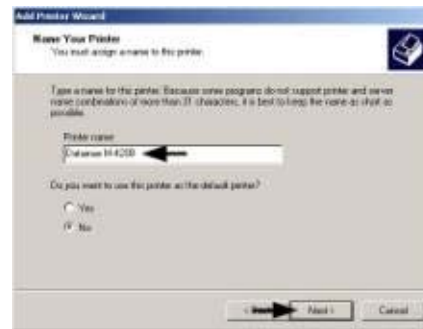 Add Printer Wizard
Name Your Printer
You must assign a name to this printer.
Type a name for this printer. Because some programs do not support printer and server
name combinations of more than 31 characters, it is best to keep the name as short as
possible.
Printer name:
Datamax
Do you want to use this printer as the default printer?
Yes
No
Next >
Cancel